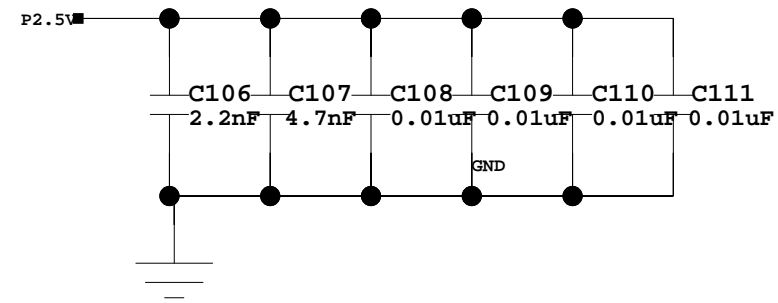 P2.5V
C106 C107 C108 C109 C110 C111
2.2nF 4.7nF 0.01uF 0.01uF 0.01uF 0.01uF
GND